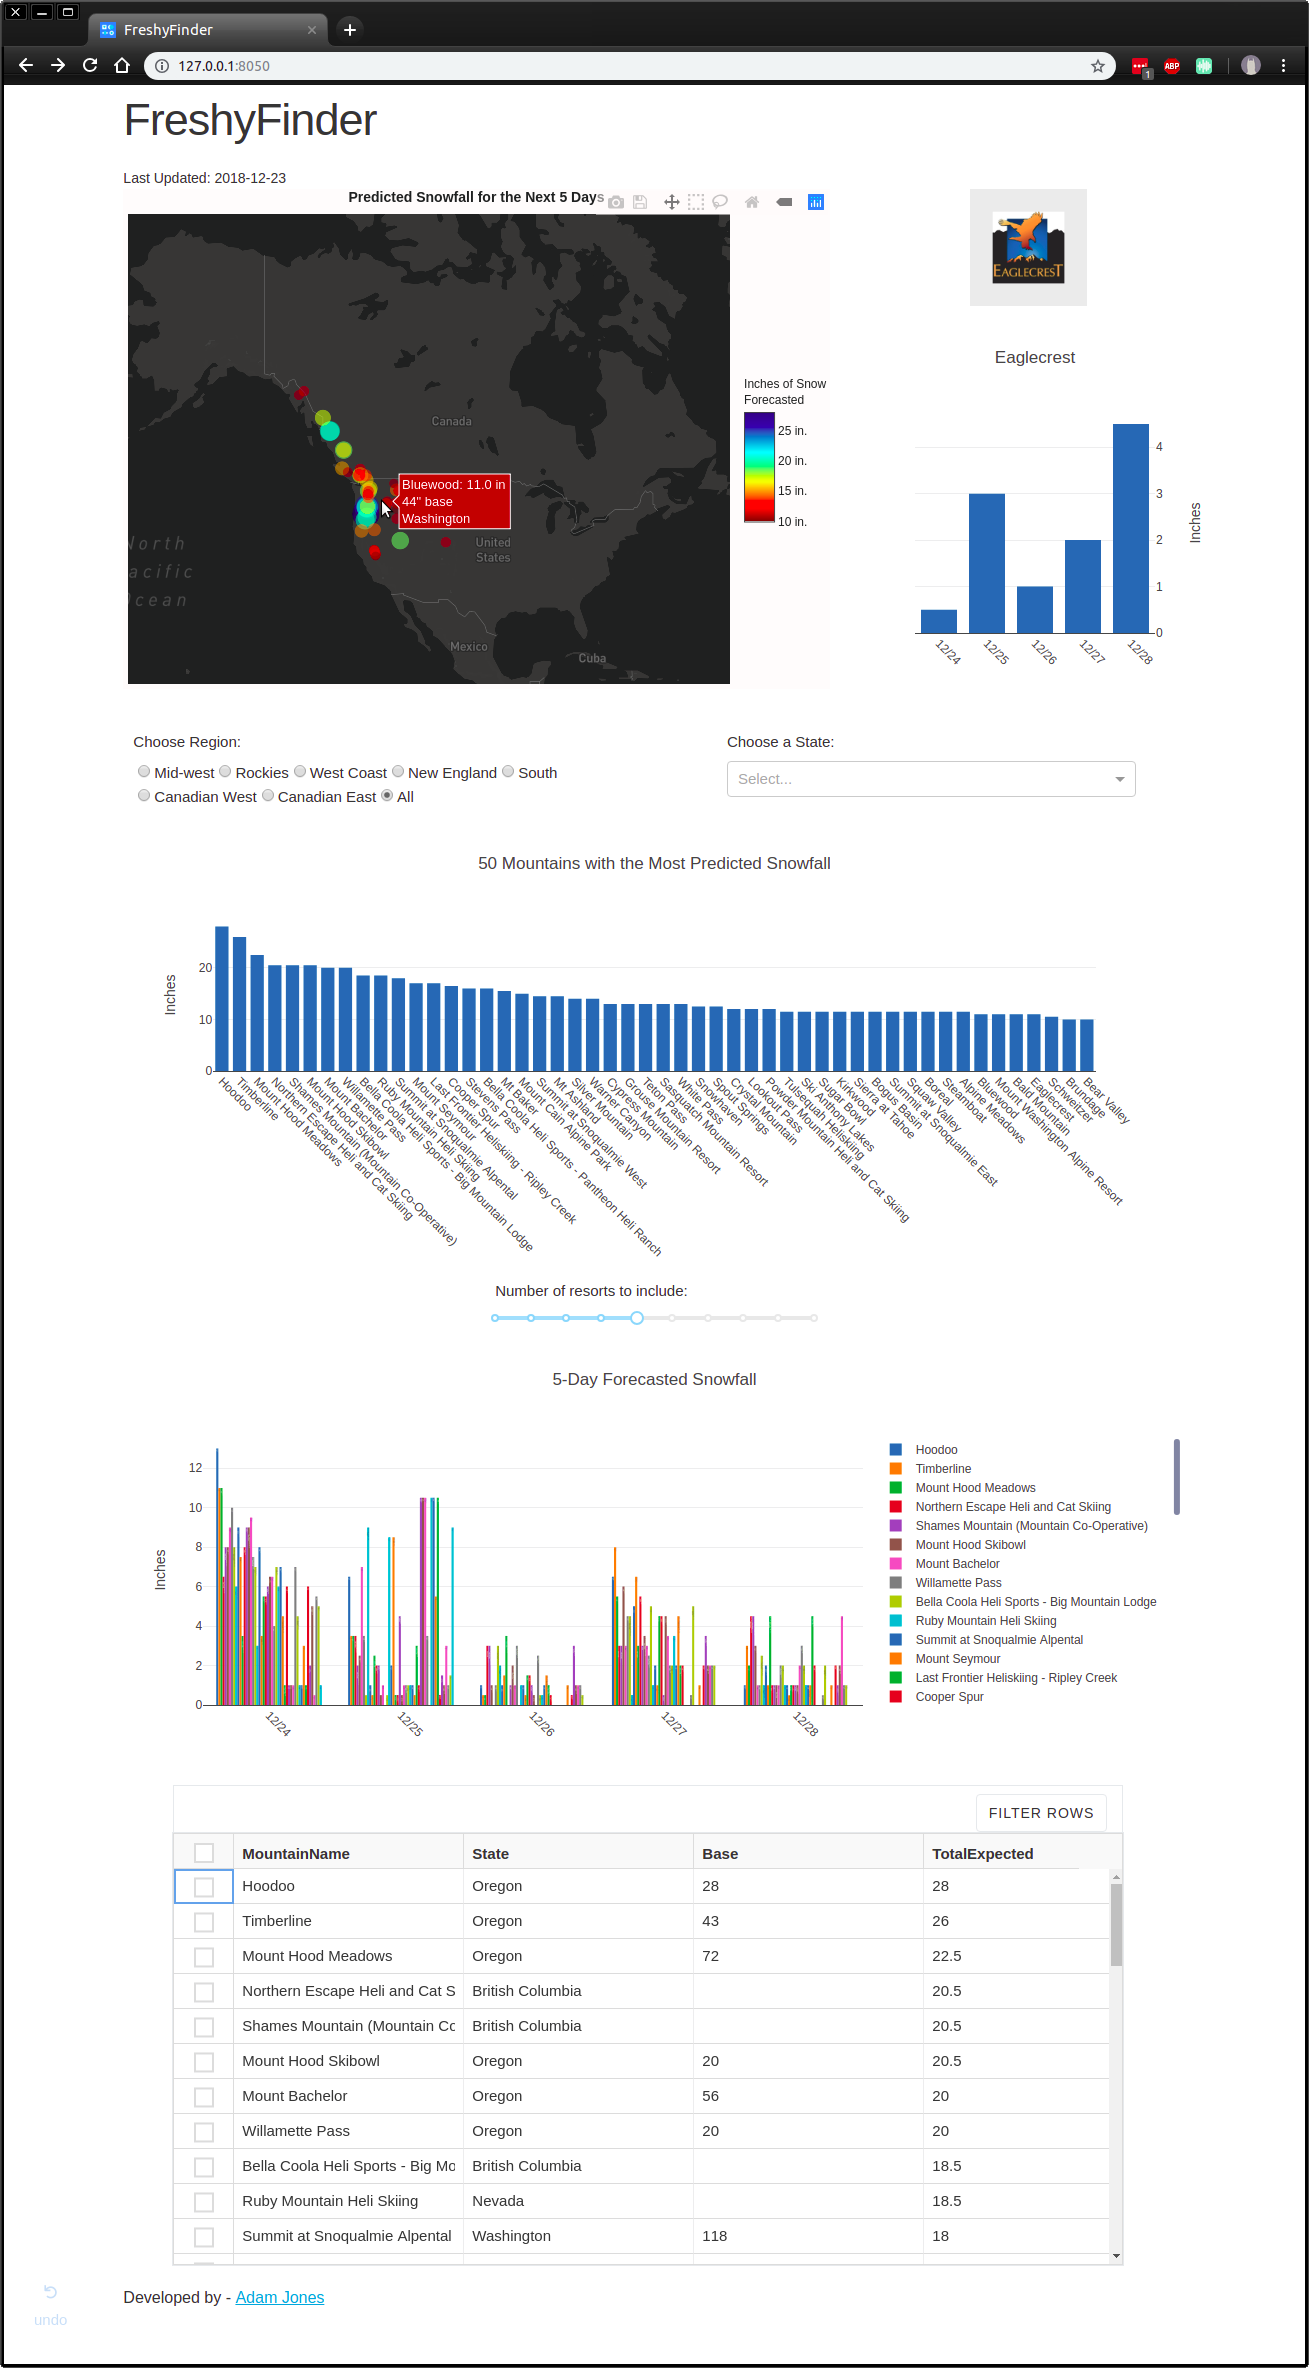 FreshyFinder
127.0.0.1:8050
1
ABP
FreshyFinder
Last Updated: 2018-12-23
Predicted Snowfall for the Next 5 Days
EAGLECREST
Eaglecrest
Canada
United
States
Mexico
Cuba
North
Pacific
Ocean
Bluewood: 11.0 in
44" base
Washington
Inches of Snow
Forecasted
25 in.
20 in.
15 in.
10 in.
4
3
2
1
0
Inches
12/24
12/25
12/26
12/27
12/28
Choose Region:
Mid-west Rockies West Coast New England South
Canadian West Canadian East All
Choose a State:
Select...
50 Mountains with the Most Predicted Snowfall
Inches
20
10
0
Hoodoo
Timberline
Mount Hood Meadows
Northern Escape Heli and Cat Skiing
Shames Mountain (Mountain Co-Operative)
Mount Hood Skibowl
Mount Bachelor
Willamette Pass
Bella Coola Heli Sports - Big Mountain Lodge
Ruby Mountain Heli Skiing
Summit at Snoqualmie Alpental
Mount Seymour
Last Frontier Heliskiing - Ripley Creek
Cooper Spur
Stevens Pass
Bella Coola Heli Sports - Pantheon Heli Ranch
Mt Baker
Mount Cain Alpine Park
Summit at Snoqualmie West
Mt Ashland
Silver Mountain
Warner Canyon
Cypress Mountain
Grouse Mountain Resort
Teton Pass
Sasquatch Mountain Resort
White Pass
Snowhaven
Spout Springs
Crystal Mountain
Lookout Pass
Powder Mountain Heli and Cat Skiing
Tulsequah Heliskiing
Ski Anthony Lakes
Sugar Bowl
Kirkwood
Sierra at Tahoe
Bogus Basin
Summit at Snoqualmie East
Squaw Valley
Boreal
Steamboat
Alpine Meadows
Bluewood
Mount Washington Alpine Resort
Bald Mountain
Eaglecrest
Schweitzer
Brundage
Bear Valley
Number of resorts to include:
5-Day Forecasted Snowfall
Inches
12
10
8
6
4
2
0
12/24
12/25
12/26
12/27
12/28
Hoodoo
Timberline
Mount Hood Meadows
Northern Escape Heli and Cat Skiing
Shames Mountain (Mountain Co-Operative)
Mount Hood Skibowl
Mount Bachelor
Willamette Pass
Bella Coola Heli Sports - Big Mountain Lodge
Ruby Mountain Heli Skiing
Summit at Snoqualmie Alpental
Mount Seymour
Last Frontier Heliskiing - Ripley Creek
Cooper Spur
FILTER ROWS
MountainName State Base TotalExpected
Hoodoo Oregon 28 28
Timberline Oregon 43 26
Mount Hood Meadows Oregon 72 22.5
Northern Escape Heli and Cat S British Columbia 20.5
Shames Mountain (Mountain Co British Columbia 20.5
Mount Hood Skibowl Oregon 20 20.5
Mount Bachelor Oregon 56 20
Willamette Pass Oregon 20 20
Bella Coola Heli Sports - Big Mo British Columbia 18.5
Ruby Mountain Heli Skiing Nevada 18.5
Summit at Snoqualmie Alpental Washington 118 18
Developed by - Adam Jones
undo